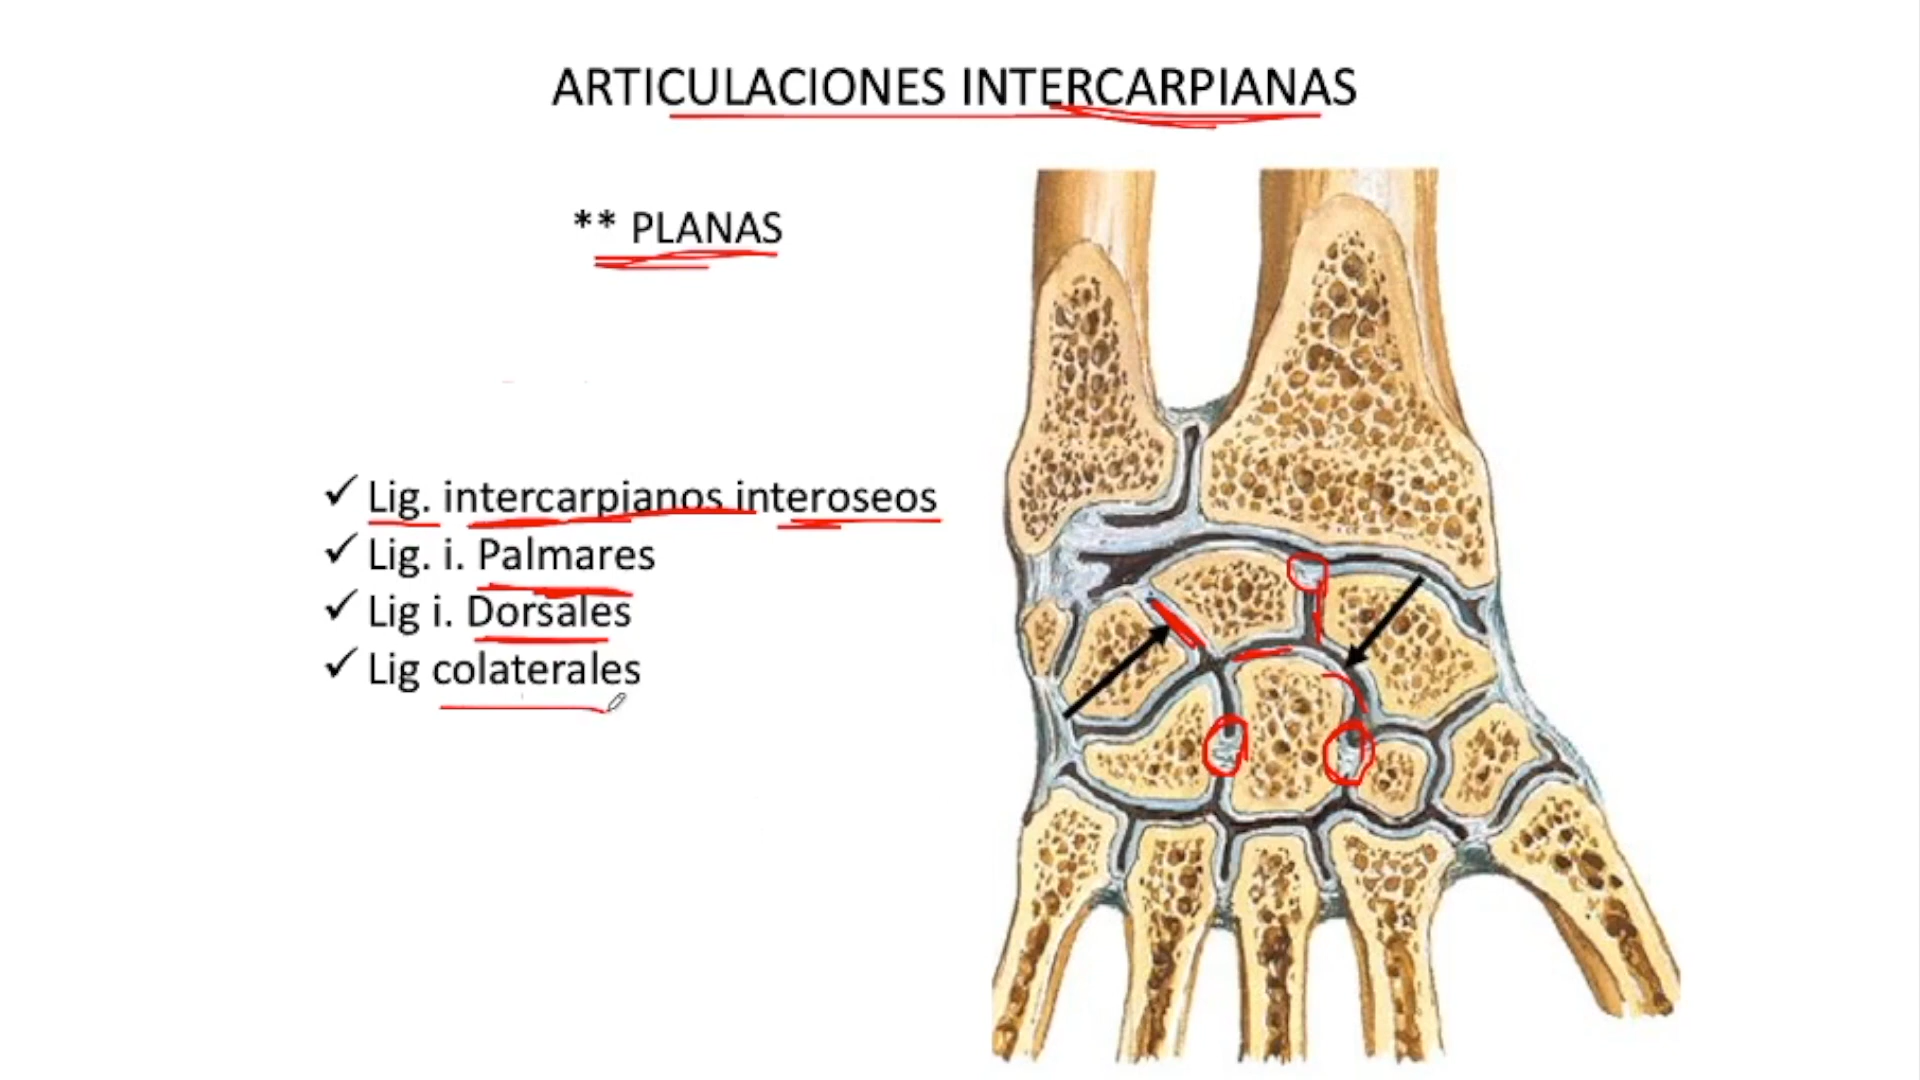 ARTICULACIONES INTERCARPIANAS
** PLANAS
✓ Lig. intercarpianos interoseos
✓ Lig. i. Palmares
✓ Lig i. Dorsales
✓ Lig colaterales